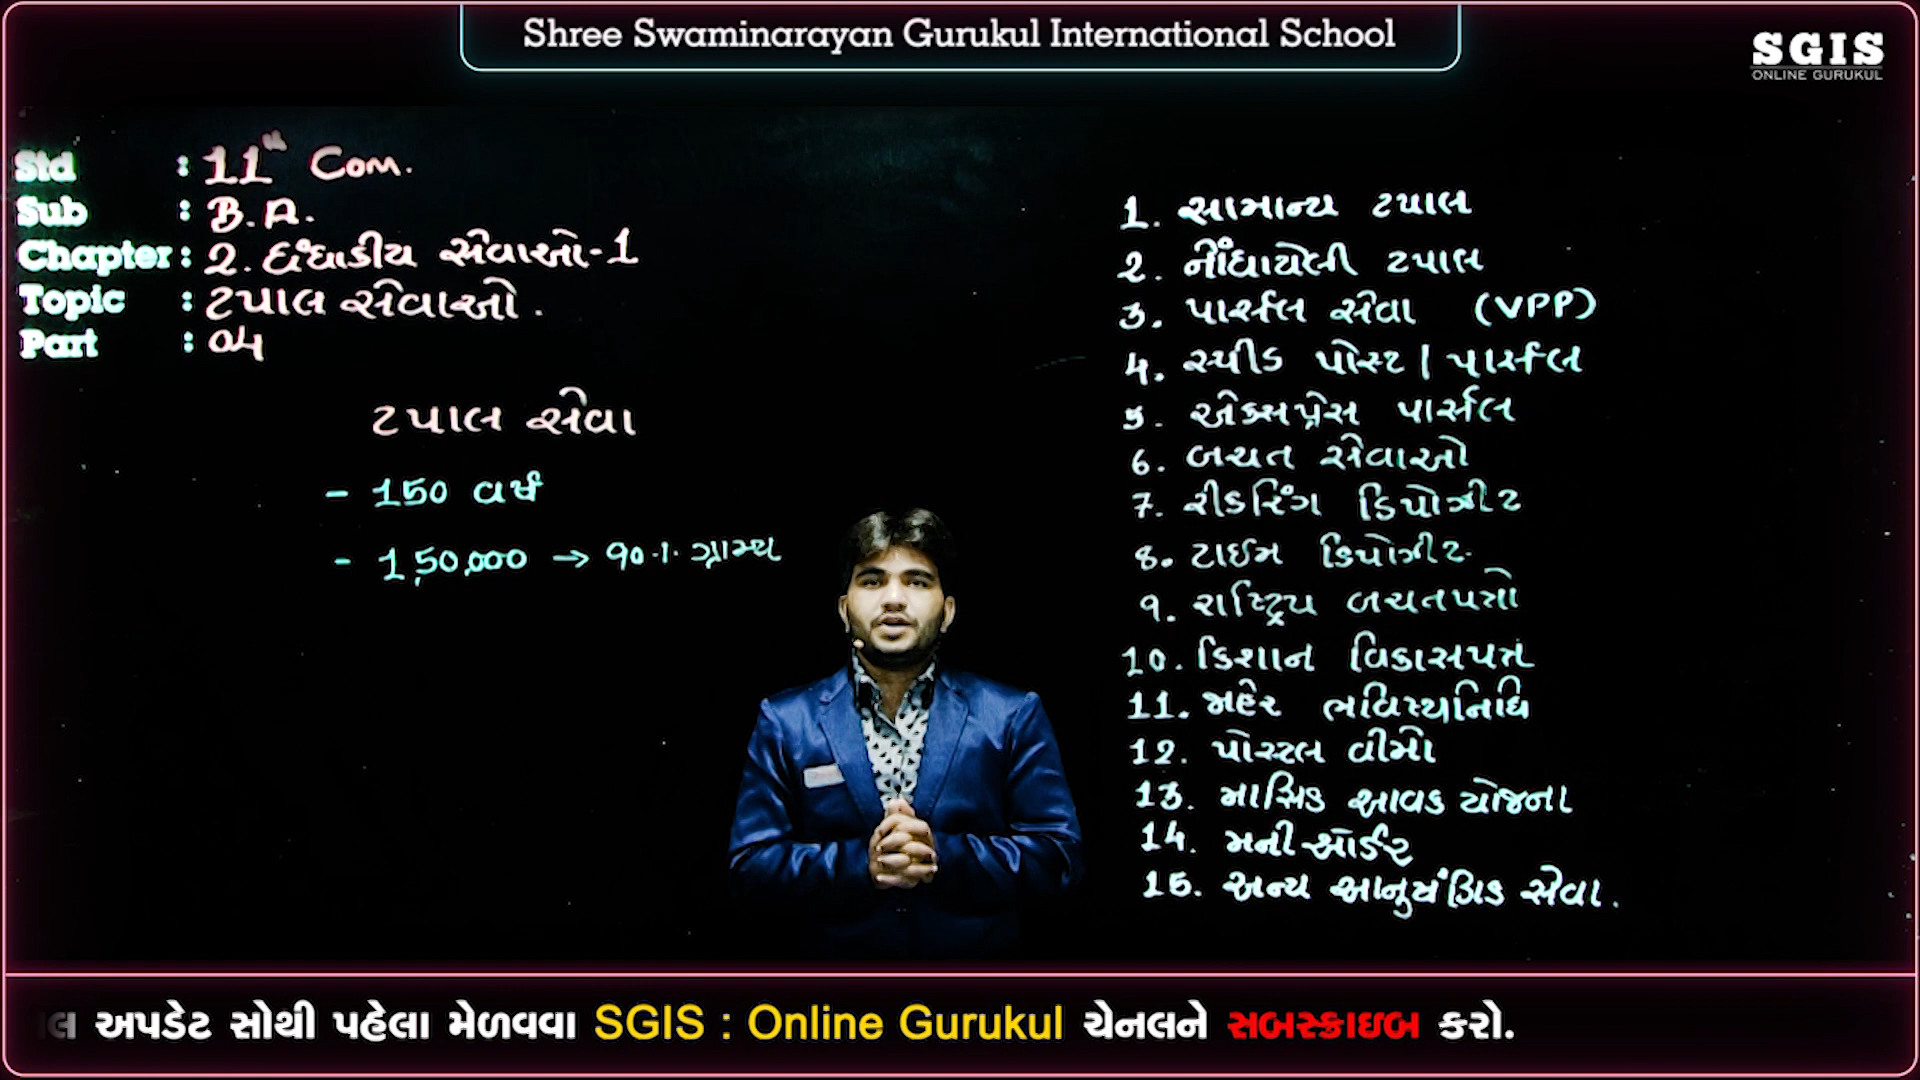 Shree Swaminarayan Gurukul International School
SGIS
ONLINE GURUKUL
Std : 11th Com.
Sub : B.A.
Chapter : 2. ધંધાકીય સેવાઓ-1
Topic : ટપાલ સેવાઓ.
Part : 04
ટપાલ સેવા
- 150 વર્ષ
- 1,50,000 → 90.1. ગ્રામ્ય
1. સામાન્ય ટપાલ
2. નોંધાયેલી ટપાલ
3. પાર્સલ સેવા (VPP)
4. સ્પીડ પોસ્ટ | પાર્સલ
5. એક્સપ્રેસ પાર્સલ
6. બચત સેવાઓ
7. રીકરિંગ ડિપોઝીટ
8. ટાઈમ ડિપોઝીટ
9. રાષ્ટ્રિય બચતપત્રો
10. કિશાન વિકાસપત્ર
11. જાહેર ભવિષ્યનિધિ
12. પોસ્ટલ વીમો
13. માસિક આવક યોજના
14. મનીઓર્ડર
15. અન્ય આનુષંગિક સેવા.
લ અપડેટ સોથી પહેલા મેળવવા SGIS : Online Gurukul ચેનલને સબસ્ક્રાઇબ કરો.